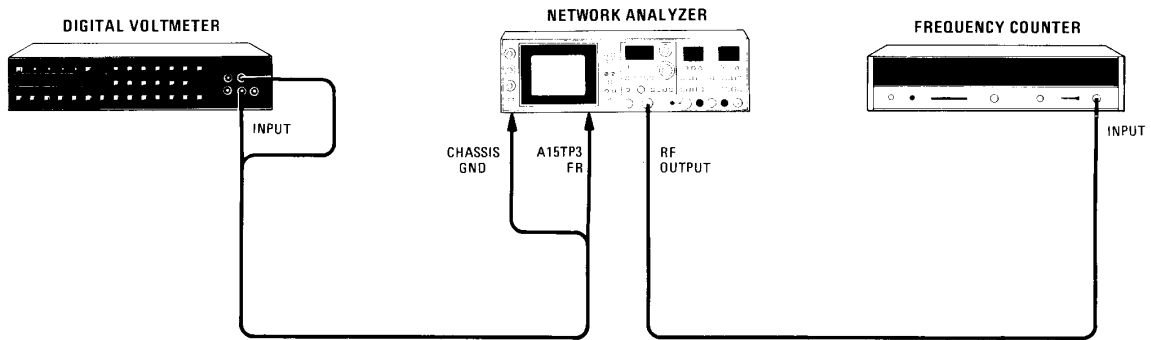 DIGITAL VOLTMETER
NETWORK ANALYZER
FREQUENCY COUNTER
INPUT
CHASSIS
GND
A15TP3
FR
RF
OUTPUT
INPUT